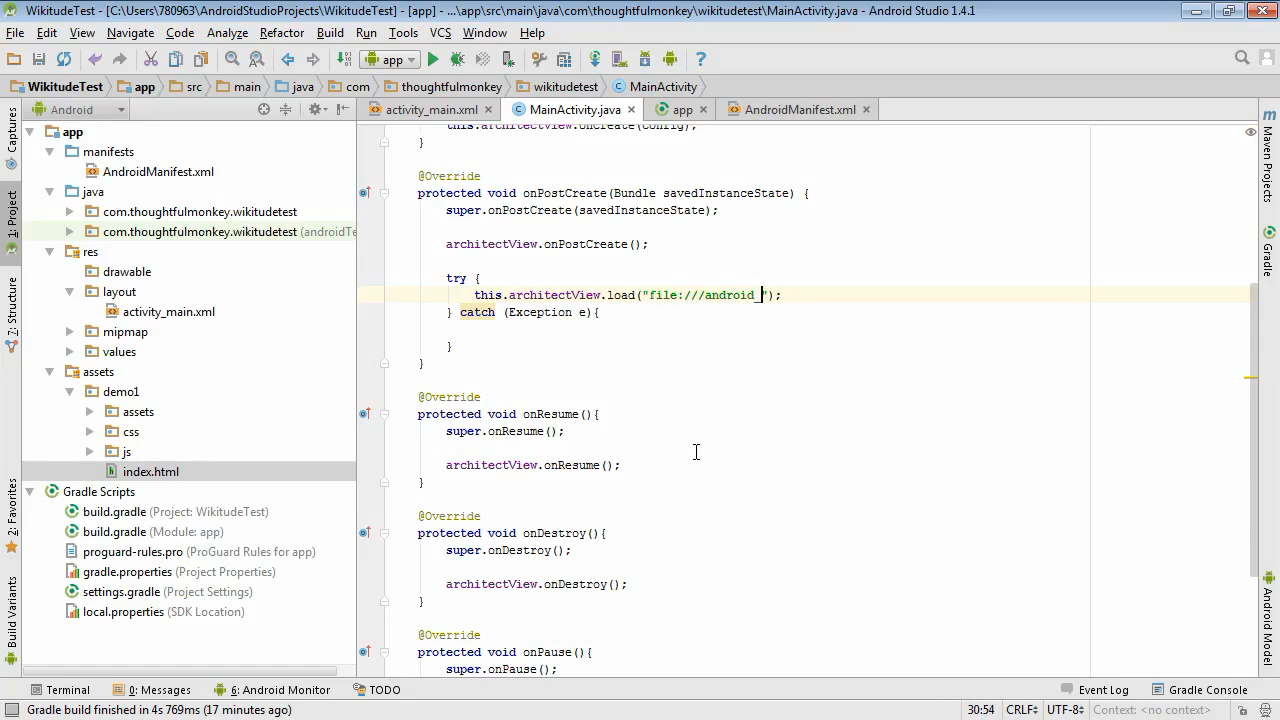 WikitudeTest - [C:\Users\780963\AndroidStudioProjects\WikitudeTest] - [app] - ...\app\src\main\java\com\thoughtfulmonkey\wikitudetest\MainActivity.java - Android Studio 1.4.1
File Edit View Navigate Code Analyze Refactor Build Run Tools VCS Window Help
app
WikitudeTest app src main java com thoughtfulmonkey wikitudetest MainActivity
Android
activity_main.xml MainActivity.java app AndroidManifest.xml
Captures
1: Project
7: Structure
2: Favorites
Build Variants
app
manifests
AndroidManifest.xml
java
com.thoughtfulmonkey.wikitudetest
com.thoughtfulmonkey.wikitudetest (androidTe
res
drawable
layout
activity_main.xml
mipmap
values
assets
demo1
assets
css
js
index.html
Gradle Scripts
build.gradle (Project: WikitudeTest)
build.gradle (Module: app)
proguard-rules.pro (ProGuard Rules for app)
gradle.properties (Project Properties)
settings.gradle (Project Settings)
local.properties (SDK Location)
this.architectView.onCreate(config);
}
@Override
protected void onPostCreate(Bundle savedInstanceState) {
super.onPostCreate(savedInstanceState);
architectView.onPostCreate();
try {
this.architectView.load("file:///android_");
} catch (Exception e){
}
}
@Override
protected void onResume(){
super.onResume();
architectView.onResume();
}
@Override
protected void onDestroy(){
super.onDestroy();
architectView.onDestroy();
}
@Override
protected void onPause(){
super.onPause();
Maven Projects
Gradle
Android Model
Terminal 0: Messages 6: Android Monitor TODO Event Log Gradle Console
Gradle build finished in 4s 769ms (17 minutes ago) 30:54 CRLF UTF-8 Context: <no context>